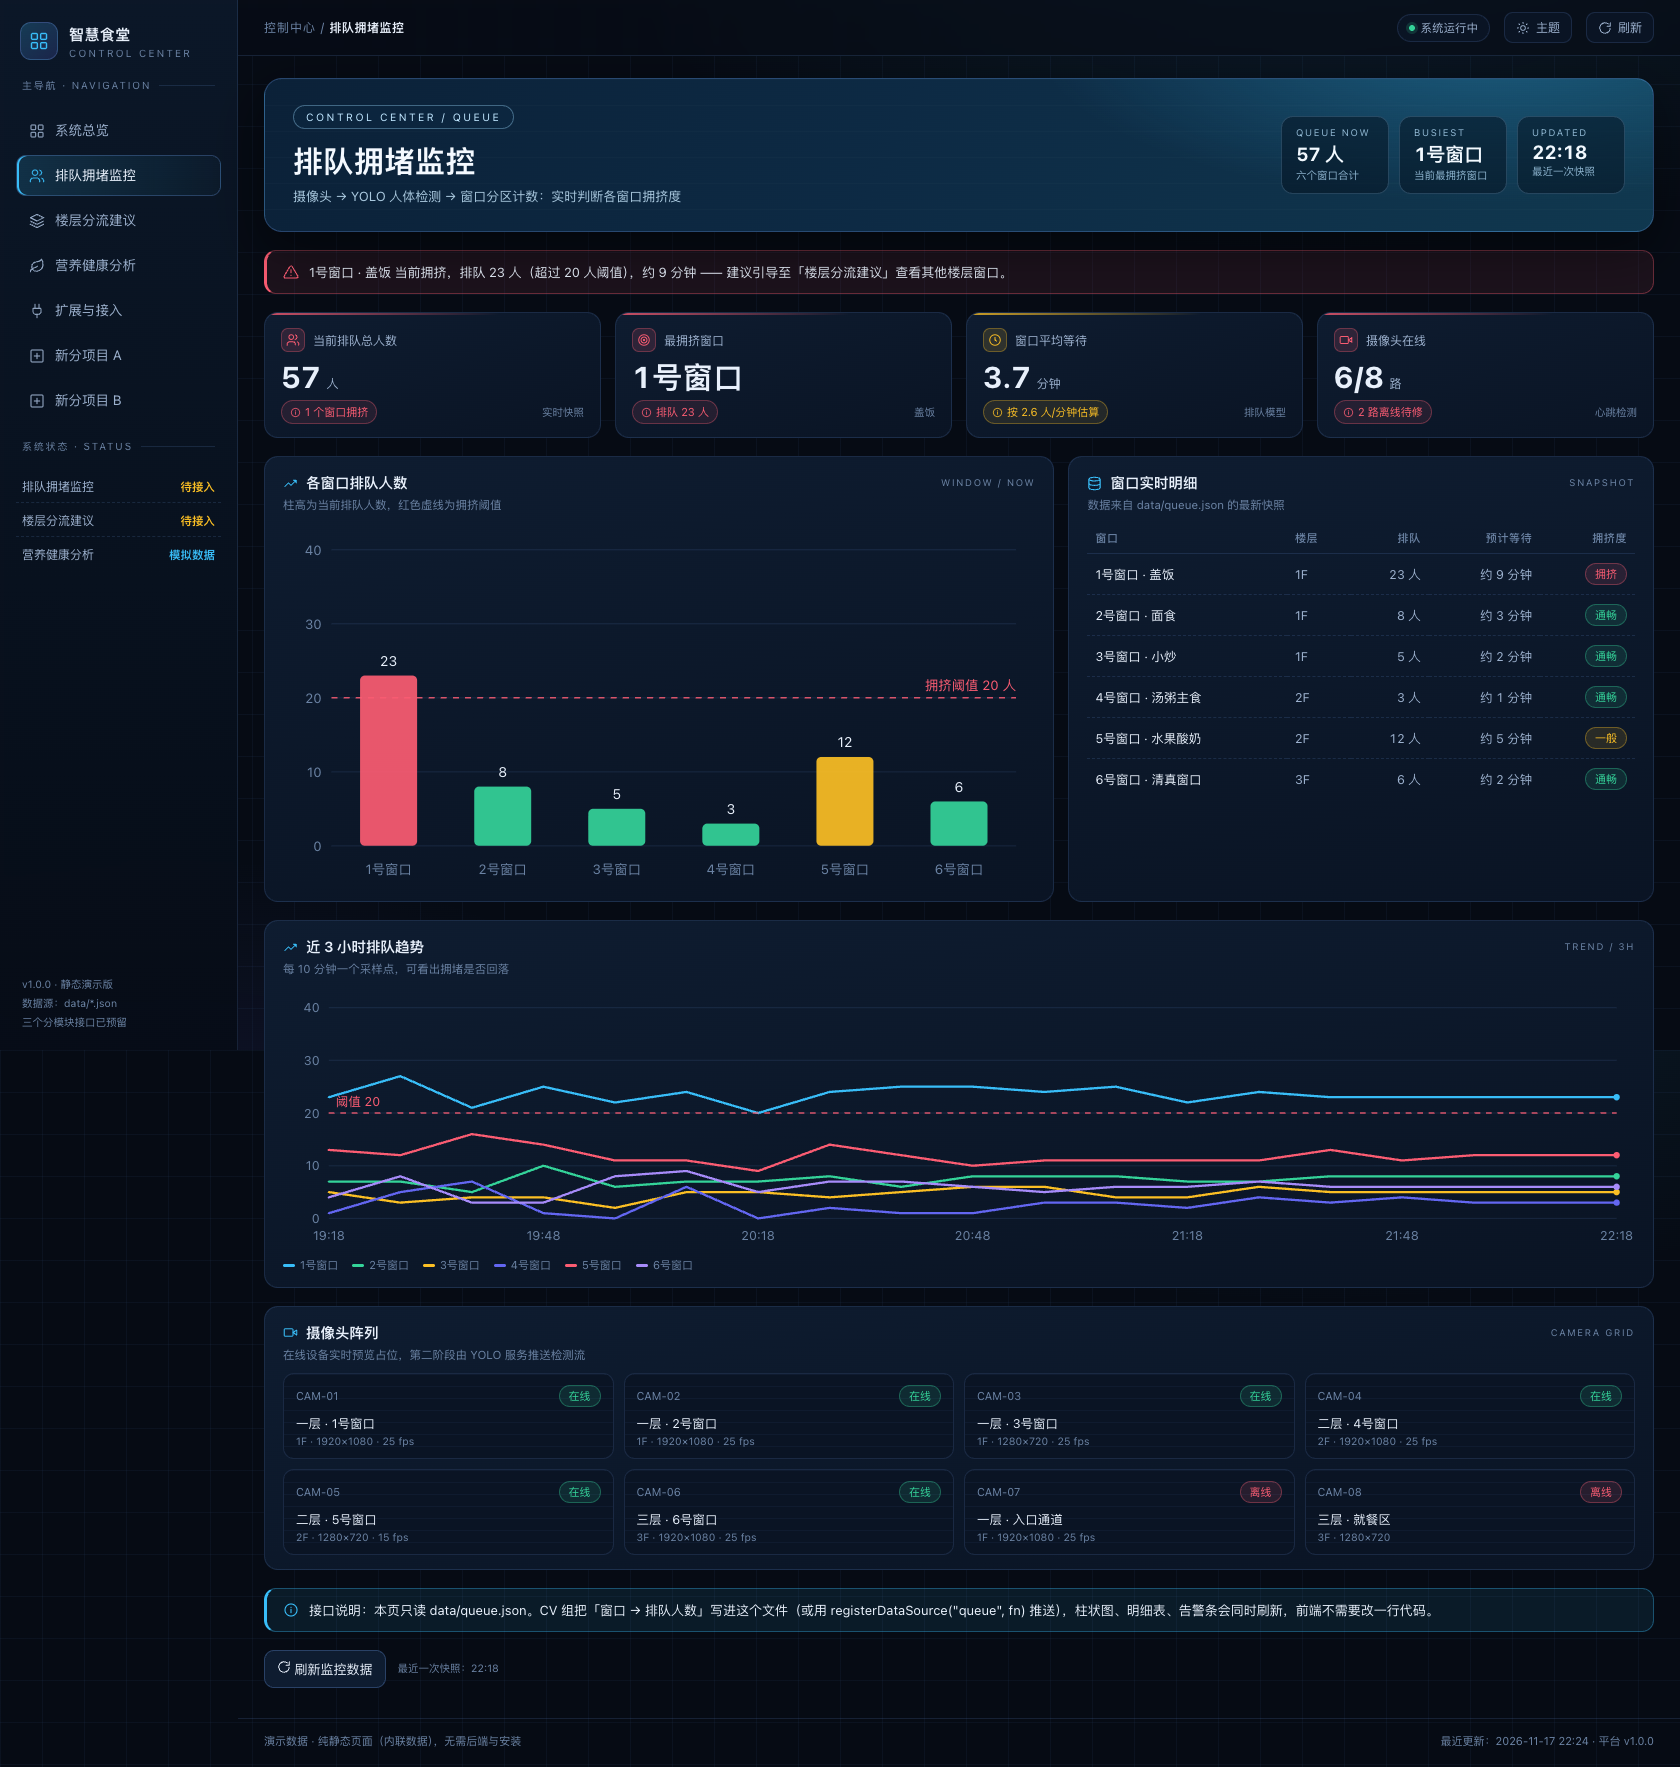 智慧食堂
CONTROL CENTER
主导航 · NAVIGATION
系统总览
排队拥堵监控
楼层分流建议
营养健康分析
扩展与接入
新分项目 A
新分项目 B
系统状态 · STATUS
排队拥堵监控 待接入
楼层分流建议 待接入
营养健康分析 模拟数据
v1.0.0 · 静态演示版
数据源：data/*.json
三个分模块接口已预留
控制中心 / 排队拥堵监控
系统运行中
主题
刷新
CONTROL CENTER / QUEUE
排队拥堵监控
摄像头 → YOLO 人体检测 → 窗口分区计数：实时判断各窗口拥挤度
QUEUE NOW
57 人
六个窗口合计
BUSIEST
1号窗口
当前最拥挤窗口
UPDATED
22:18
最近一次快照
1号窗口 · 盖饭 当前拥挤，排队 23 人（超过 20 人阈值），约 9 分钟 —— 建议引导至「楼层分流建议」查看其他楼层窗口。
当前排队总人数
57 人
1 个窗口拥挤 实时快照
最拥挤窗口
1号窗口
排队 23 人 盖饭
窗口平均等待
3.7 分钟
按 2.6 人/分钟估算 排队模型
摄像头在线
6/8 路
2 路离线待修 心跳检测
各窗口排队人数 WINDOW / NOW
柱高为当前排队人数，红色虚线为拥挤阈值
40
30
20
10
0
拥挤阈值 20 人
23
8
5
3
12
6
1号窗口 2号窗口 3号窗口 4号窗口 5号窗口 6号窗口
窗口实时明细 SNAPSHOT
数据来自 data/queue.json 的最新快照
窗口 楼层 排队 预计等待 拥挤度
1号窗口 · 盖饭 1F 23 人 约 9 分钟 拥挤
2号窗口 · 面食 1F 8 人 约 3 分钟 通畅
3号窗口 · 小炒 1F 5 人 约 2 分钟 通畅
4号窗口 · 汤粥主食 2F 3 人 约 1 分钟 通畅
5号窗口 · 水果酸奶 2F 12 人 约 5 分钟 一般
6号窗口 · 清真窗口 3F 6 人 约 2 分钟 通畅
近 3 小时排队趋势 TREND / 3H
每 10 分钟一个采样点，可看出拥堵是否回落
40
30
20
10
0
阈值 20
19:18 19:48 20:18 20:48 21:18 21:48 22:18
1号窗口 2号窗口 3号窗口 4号窗口 5号窗口 6号窗口
摄像头阵列 CAMERA GRID
在线设备实时预览占位，第二阶段由 YOLO 服务推送检测流
CAM-01 在线
一层 · 1号窗口
1F · 1920×1080 · 25 fps
CAM-02 在线
一层 · 2号窗口
1F · 1920×1080 · 25 fps
CAM-03 在线
一层 · 3号窗口
1F · 1280×720 · 25 fps
CAM-04 在线
二层 · 4号窗口
2F · 1920×1080 · 25 fps
CAM-05 在线
二层 · 5号窗口
2F · 1280×720 · 15 fps
CAM-06 在线
三层 · 6号窗口
3F · 1920×1080 · 25 fps
CAM-07 离线
一层 · 入口通道
1F · 1920×1080 · 25 fps
CAM-08 离线
三层 · 就餐区
3F · 1280×720
接口说明：本页只读 data/queue.json。CV 组把「窗口 → 排队人数」写进这个文件（或用 registerDataSource("queue", fn) 推送），柱状图、明细表、告警条会同时刷新，前端不需要改一行代码。
刷新监控数据 最近一次快照：22:18
演示数据 · 纯静态页面（内联数据），无需后端与安装
最近更新：2026-11-17 22:24 · 平台 v1.0.0